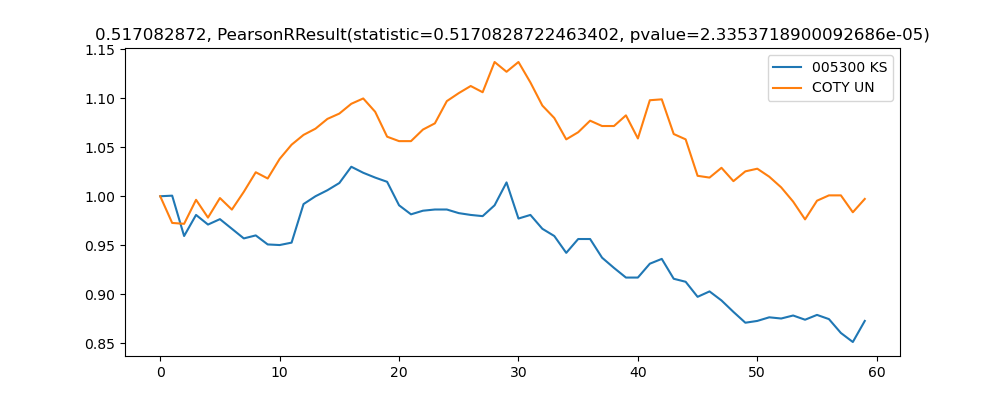 0.517082872, PearsonRResult(statistic=0.5170828722463402, pvalue=2.3353718900092686e-05)
005300 KS
COTY UN
1.15
1.10
1.05
1.00
0.95
0.90
0.85
0 10 20 30 40 50 60